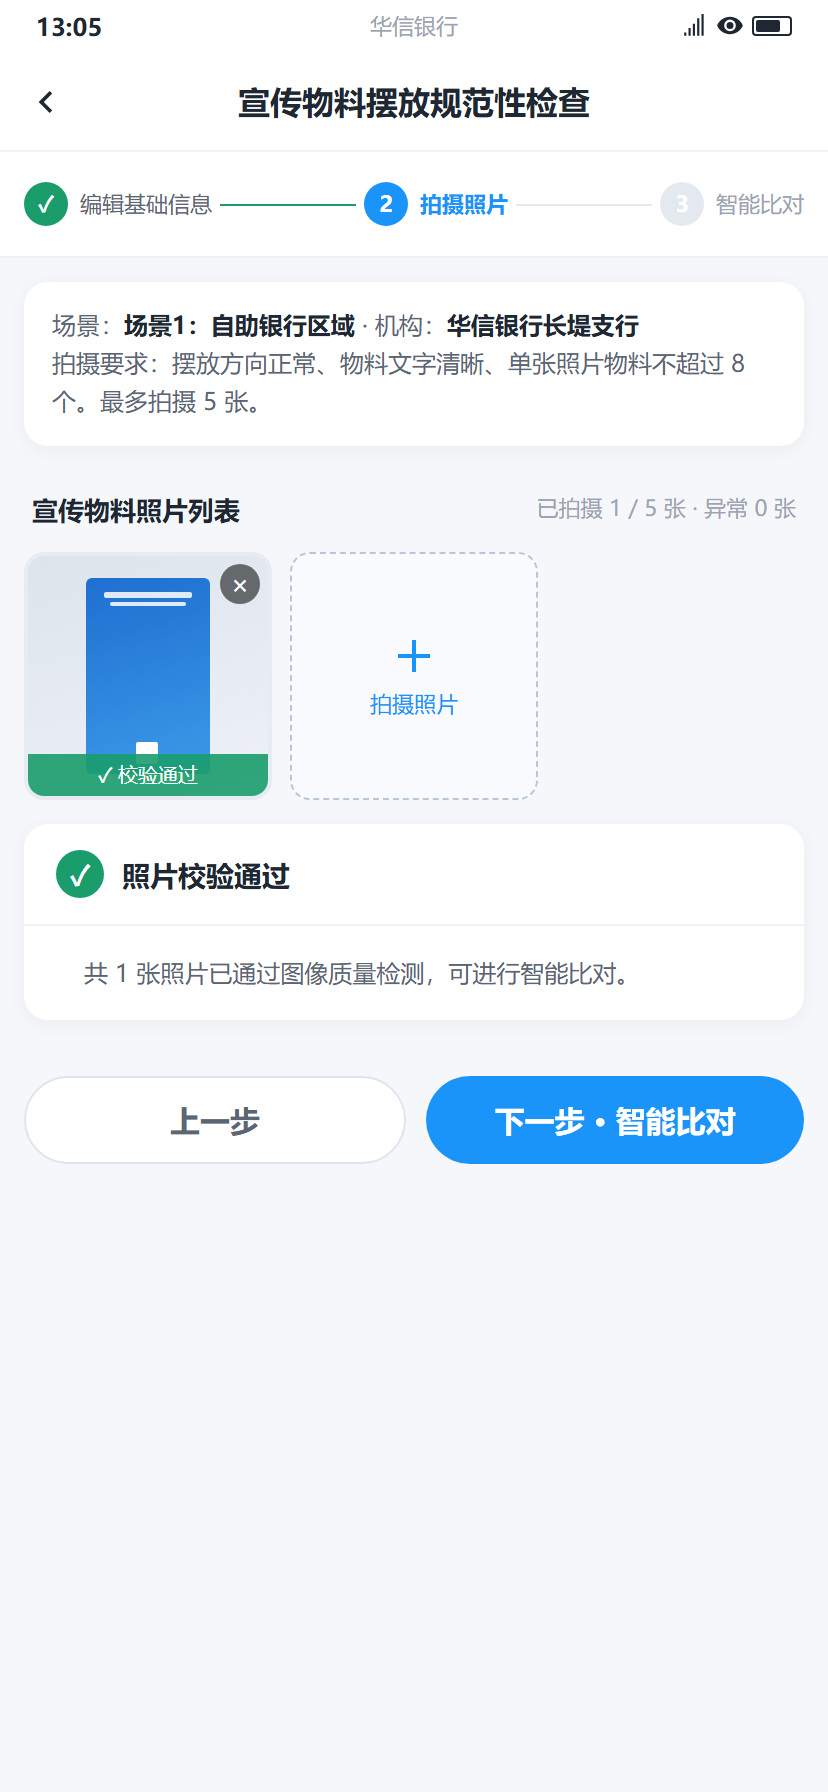 13:05
华信银行
宣传物料摆放规范性检查
✓ 编辑基础信息
2 拍摄照片
3 智能比对
场景：场景1：自助银行区域 · 机构：华信银行长堤支行
拍摄要求：摆放方向正常、物料文字清晰、单张照片物料不超过 8
个。最多拍摄 5 张。
宣传物料照片列表
已拍摄 1 / 5 张 · 异常 0 张
×
✓ 校验通过
拍摄照片
✓ 照片校验通过
共 1 张照片已通过图像质量检测，可进行智能比对。
上一步
下一步 · 智能比对